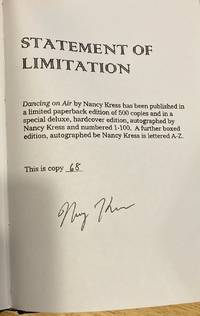 STATEMENT OF
LIMITATION
Dancing on Air by Nancy Kress has been published in
a limited paperback edition of 500 copies and in a
special deluxe, hardcover edition, autographed by
Nancy Kress and numbered 1-100. A further boxed
edition, autographed be Nancy Kress is lettered A-Z.
This is copy 68